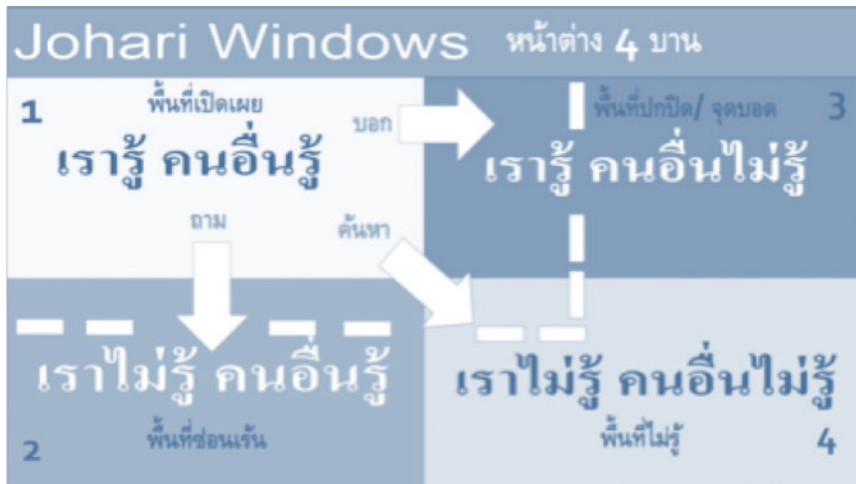 Johari Windows หน้าต่าง 4 บาน
1 พื้นที่เปิดเผย
เรารู้ คนอื่นรู้
บอก
ถาม
ค้นหา
พื้นที่ปกปิด/ จุดบอด 3
เรารู้ คนอื่นไม่รู้
เราไม่รู้ คนอื่นรู้
2 พื้นที่ซ่อนเร้น
เราไม่รู้ คนอื่นไม่รู้
พื้นที่ไม่รู้ 4